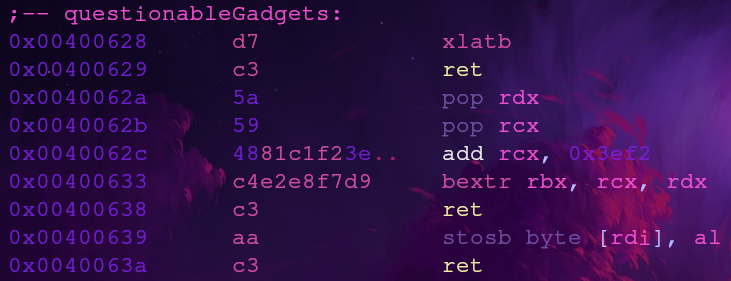 ;-- questionableGadgets:
0x00400628 d7 xlatb
0x00400629 c3 ret
0x0040062a 5a pop rdx
0x0040062b 59 pop rcx
0x0040062c 4881c1f23e.. add rcx, 0x3ef2
0x00400633 c4e2e8f7d9 bextr rbx, rcx, rdx
0x00400638 c3 ret
0x00400639 aa stosb byte [rdi], al
0x0040063a c3 ret